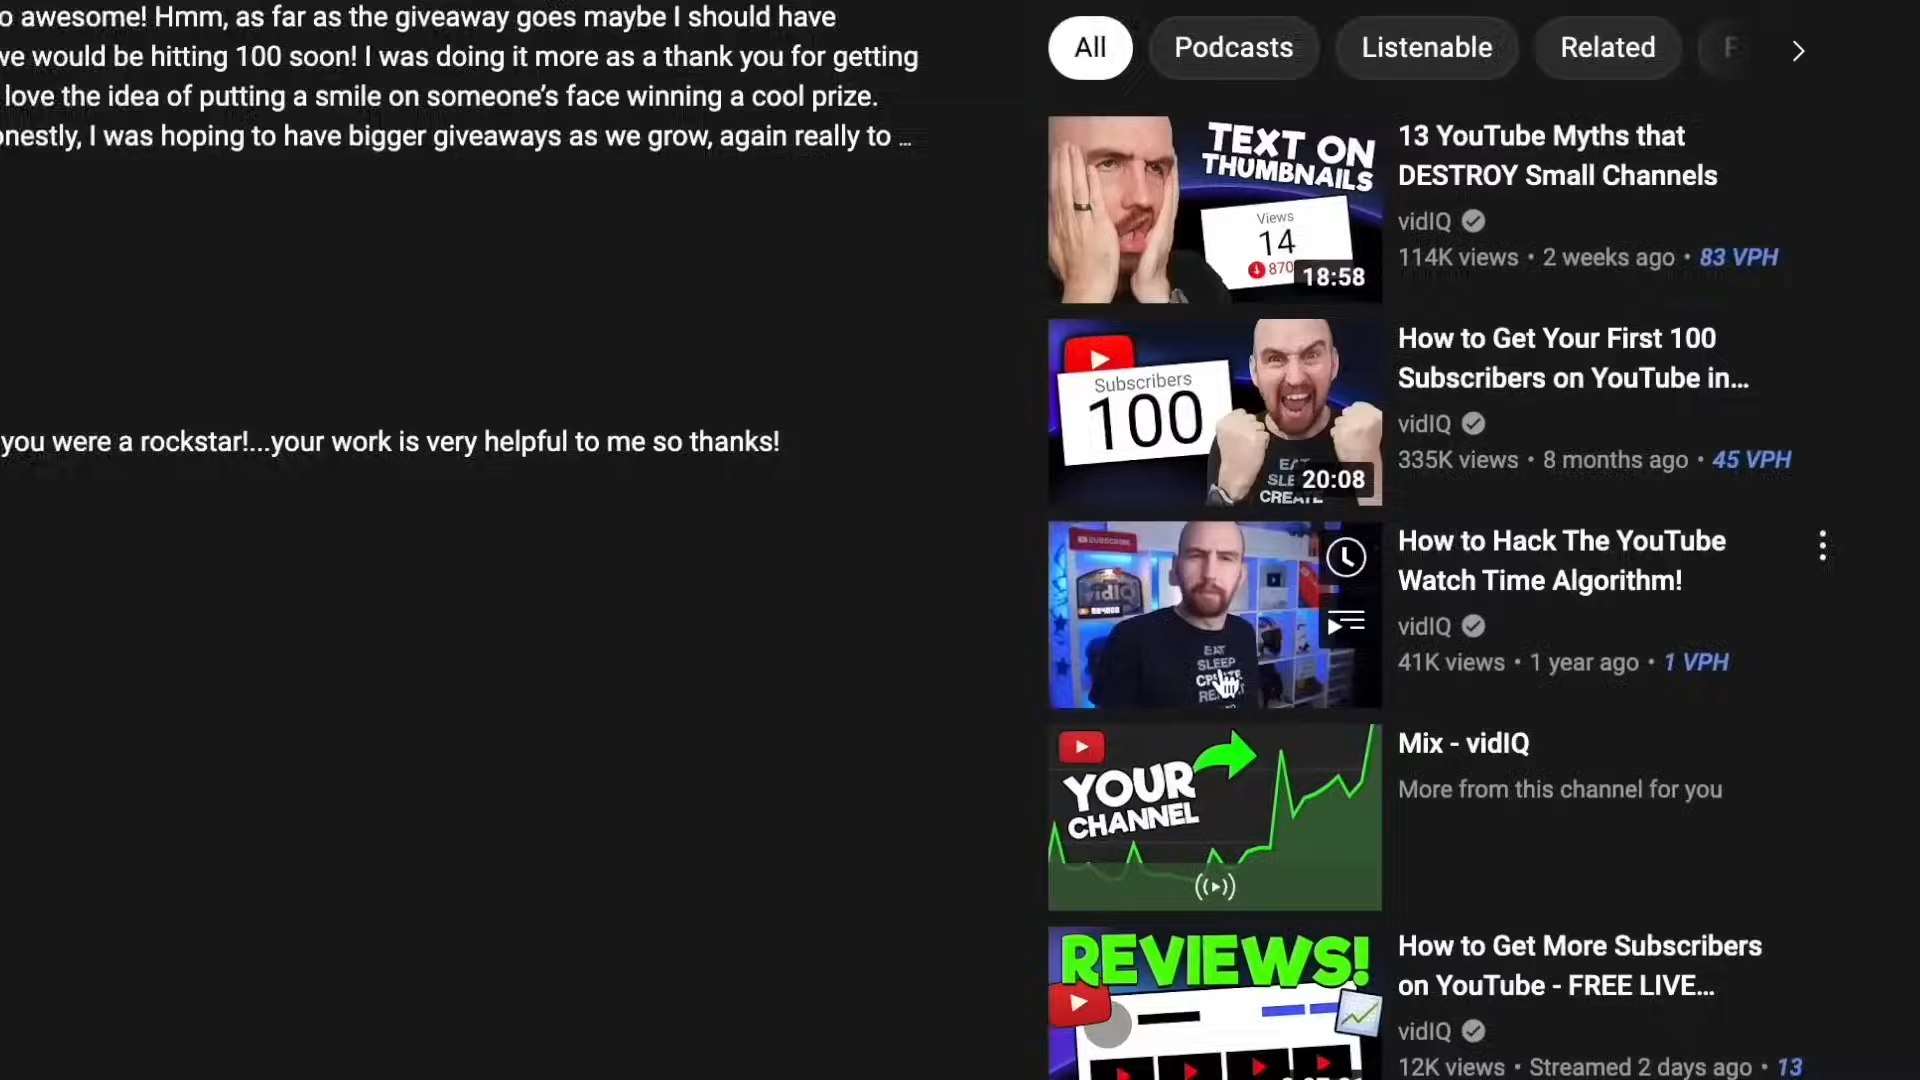 o awesome! Hmm, as far as the giveaway goes maybe I should have
we would be hitting 100 soon! I was doing it more as a thank you for getting
love the idea of putting a smile on someone's face winning a cool prize.
onestly, I was hoping to have bigger giveaways as we grow, again really to ...
you were a rockstar!...your work is very helpful to me so thanks!
All
Podcasts
Listenable
Related
F
TEXT ON
THUMBNAILS
Views
14
870
18:58
13 YouTube Myths that
DESTROY Small Channels
vidIQ
114K views • 2 weeks ago • 83 VPH
Subscribers
100
EAT
SLE
CREATE
20:08
How to Get Your First 100
Subscribers on YouTube in...
vidIQ
335K views • 8 months ago • 45 VPH
SUBSCRIBE
vidIQ
EAT
SLEEP
How to Hack The YouTube
Watch Time Algorithm!
vidIQ
41K views • 1 year ago • 1 VPH
YOUR
CHANNEL
Mix - vidIQ
More from this channel for you
REVIEWS!
How to Get More Subscribers
on YouTube - FREE LIVE...
vidIQ
12K views • Streamed 2 days ago • 13